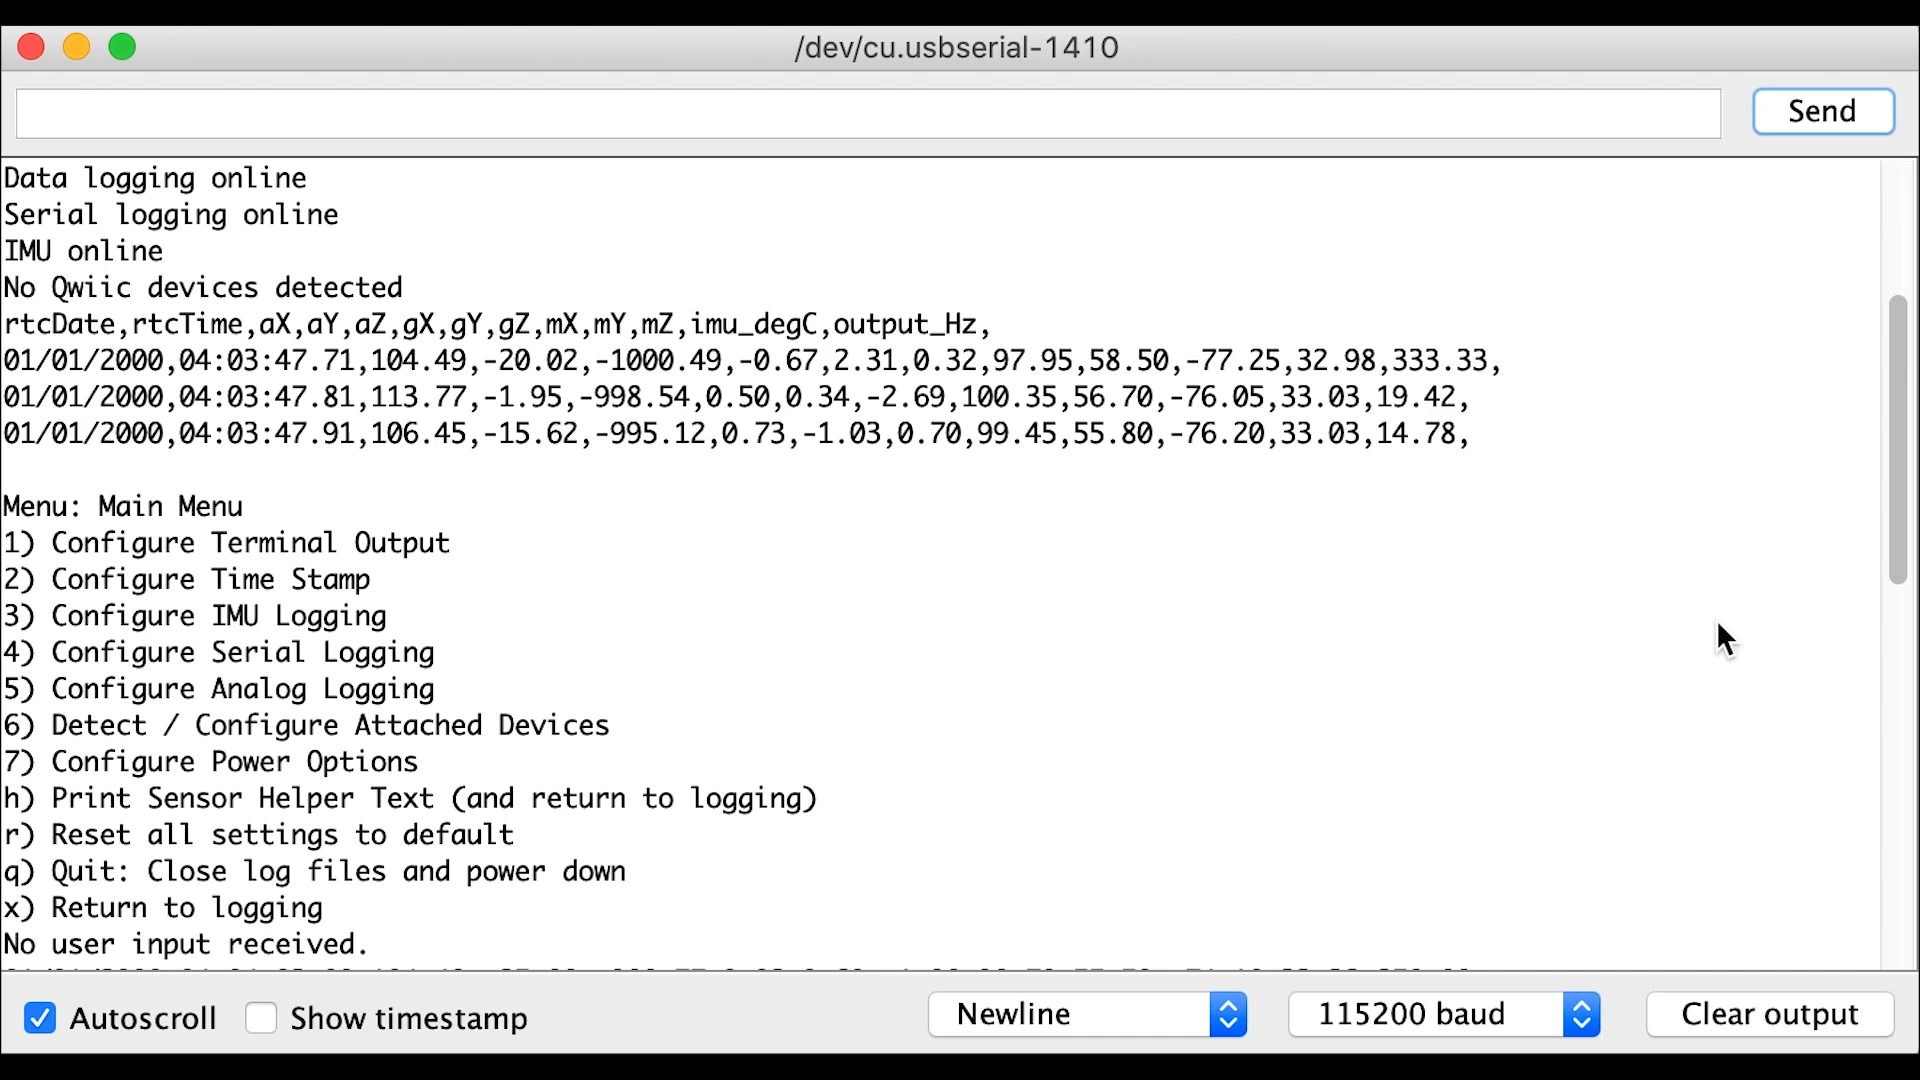 /dev/cu.usbserial-1410
Send
Data logging online
Serial logging online
IMU online
No Qwiic devices detected
rtcDate,rtcTime,aX,aY,aZ,gX,gY,gZ,mX,mY,mZ,imu_degC,output_Hz,
01/01/2000,04:03:47.71,104.49,-20.02,-1000.49,-0.67,2.31,0.32,97.95,58.50,-77.25,32.98,333.33,
01/01/2000,04:03:47.81,113.77,-1.95,-998.54,0.50,0.34,-2.69,100.35,56.70,-76.05,33.03,19.42,
01/01/2000,04:03:47.91,106.45,-15.62,-995.12,0.73,-1.03,0.70,99.45,55.80,-76.20,33.03,14.78,
Menu: Main Menu
1) Configure Terminal Output
2) Configure Time Stamp
3) Configure IMU Logging
4) Configure Serial Logging
5) Configure Analog Logging
6) Detect / Configure Attached Devices
7) Configure Power Options
h) Print Sensor Helper Text (and return to logging)
r) Reset all settings to default
q) Quit: Close log files and power down
x) Return to logging
No user input received.
Autoscroll Show timestamp Newline 115200 baud Clear output